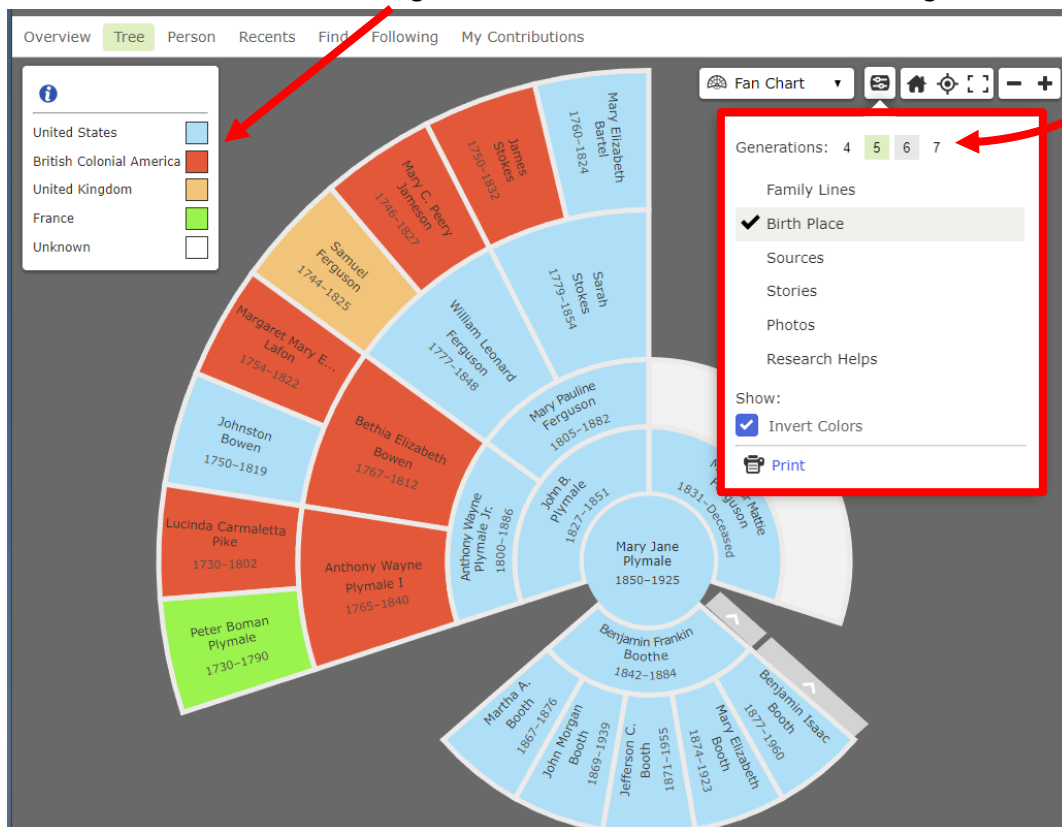 Overview Tree Person Recents Find Following My Contributions
United States
British Colonial America
United Kingdom
France
Unknown
Fan Chart
Generations: 4 5 6 7
Family Lines
Birth Place
Sources
Stories
Photos
Research Helps
Show:
Invert Colors
Print
Mary Elizabeth
Bartel
1760–1824
James
Stokes
1750–1832
Mary C. Peery
Jameson
1746–1827
Samuel
Ferguson
1744–1825
Margaret Mary E...
Lafon
1754–1822
Johnston
Bowen
1750–1819
Lucinda Carmaletta
Pike
1730–1802
Peter Boman
Plymale
1730–1790
Sarah
Stokes
1779–1854
William Leonard
Ferguson
1777–1848
Bethia Elizabeth
Bowen
1767–1812
Anthony Wayne
Plymale I
1765–1840
Mary Pauline
Ferguson
1805–1882
Anthony Wayne
Plymale Jr.
1800–1886
John B.
Plymale
1827–1851
Mattie
Ferguson
1831–Deceased
Mary Jane
Plymale
1850–1925
Benjamin Frankin
Boothe
1842–1884
Martha A.
Booth
1867–1876
John Morgan
Booth
1869–1939
Jefferson C.
Booth
1871–1955
Mary Elizabeth
Booth
1874–1923
Benjamin Isaac
Booth
1877–1960